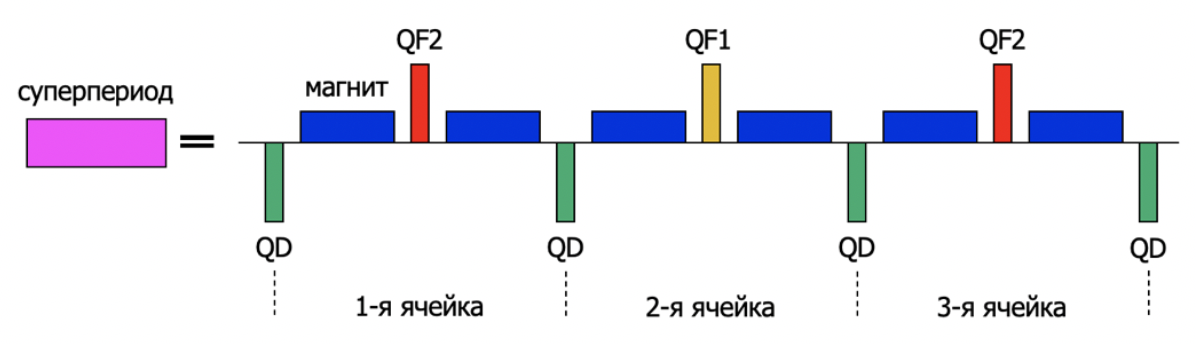 QF2 QF1 QF2
магнит
суперпериод
=
QD QD QD QD
1-я ячейка 2-я ячейка 3-я ячейка